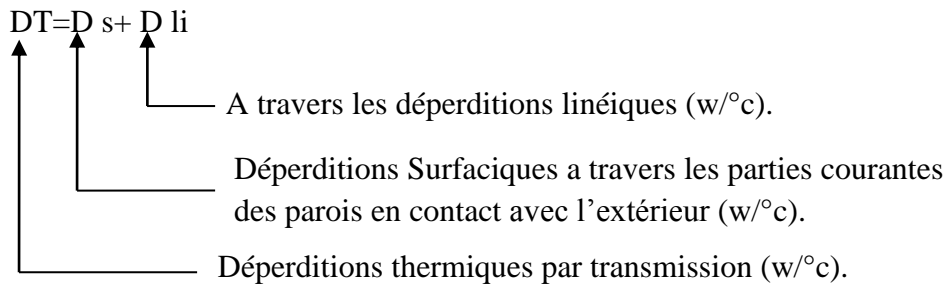 DT=D s+ D li
A travers les déperditions linéiques (w/°c).
Déperditions Surfaciques a travers les parties courantes
des parois en contact avec l’extérieur (w/°c).
Déperditions thermiques par transmission (w/°c).